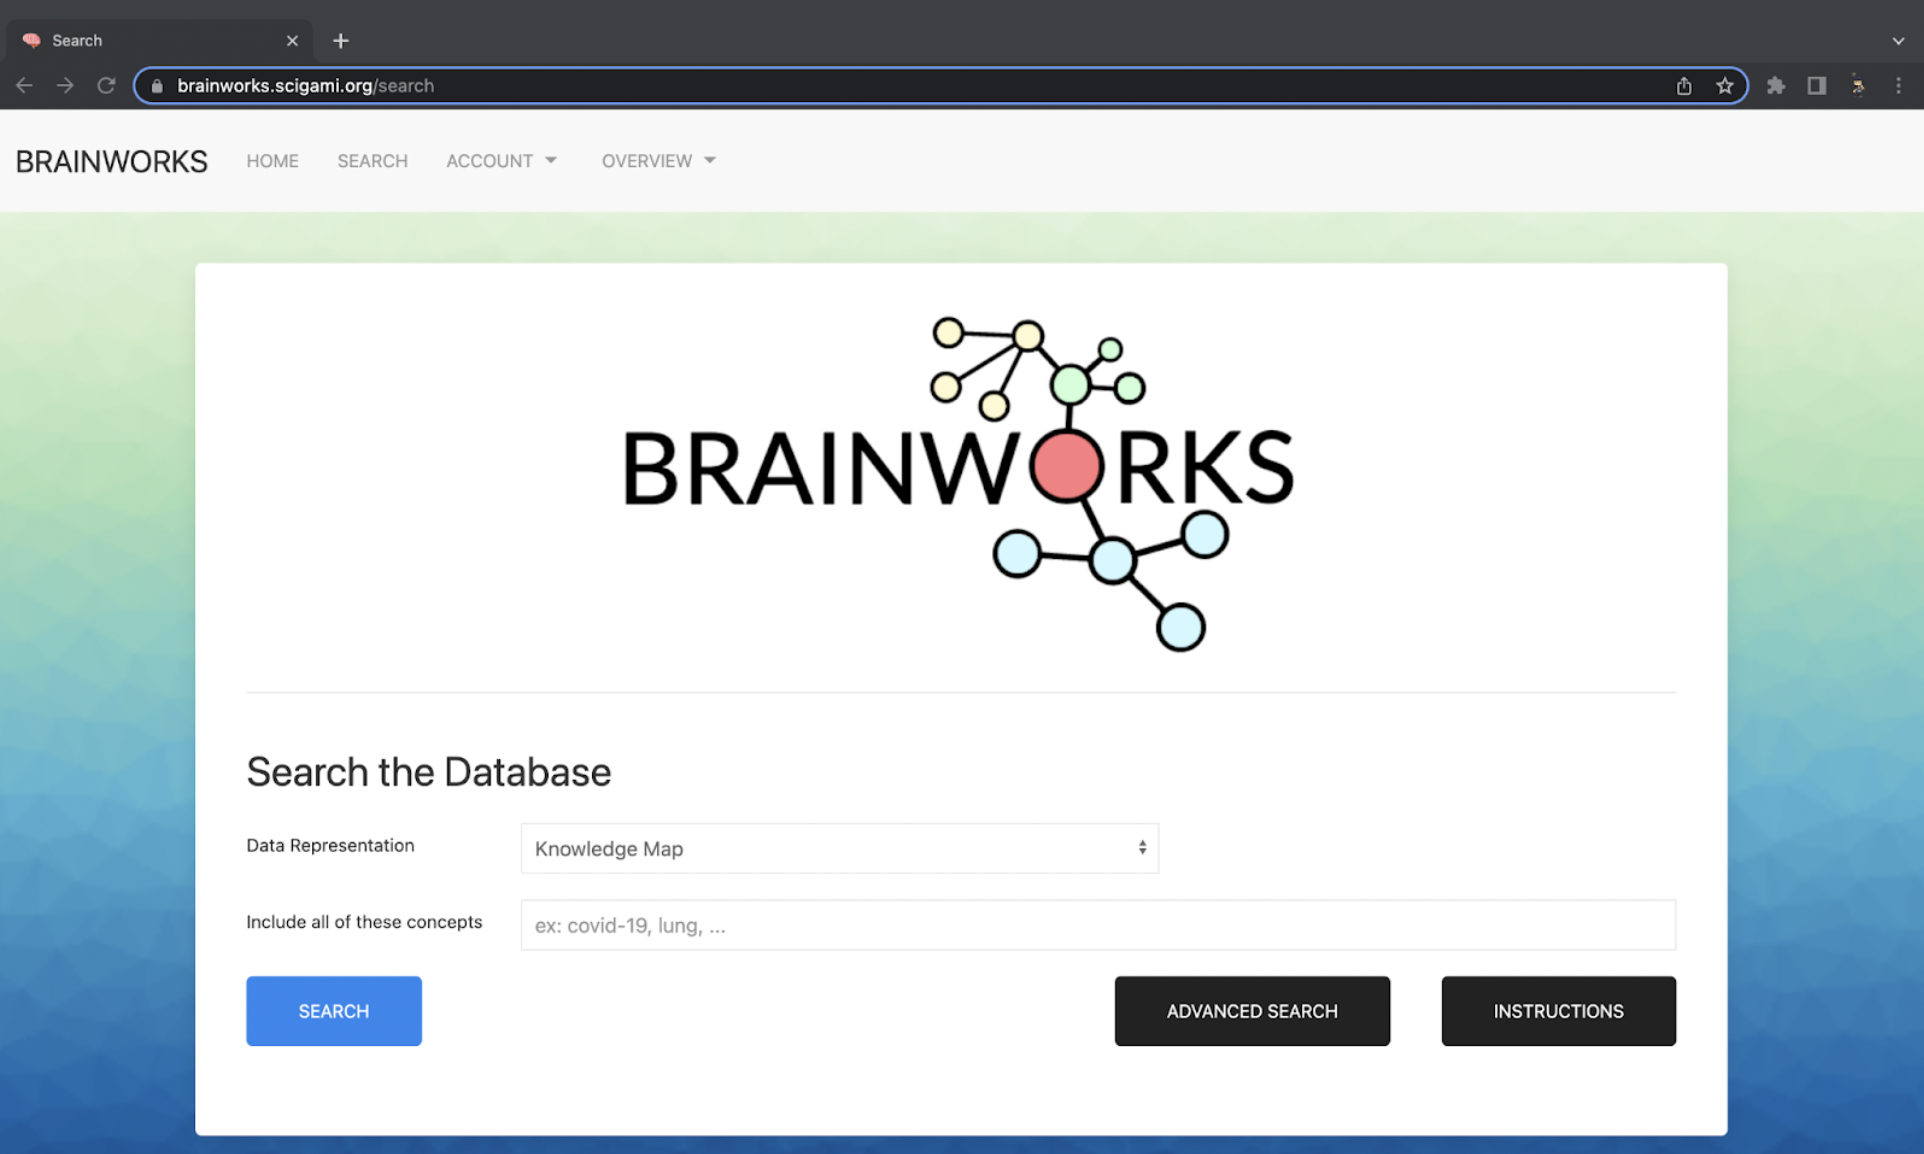 Search
brainworks.scigami.org/search
BRAINWORKS HOME SEARCH ACCOUNT OVERVIEW
BRAINWORKS
Search the Database
Data Representation Knowledge Map
Include all of these concepts ex: covid-19, lung, ...
SEARCH ADVANCED SEARCH INSTRUCTIONS